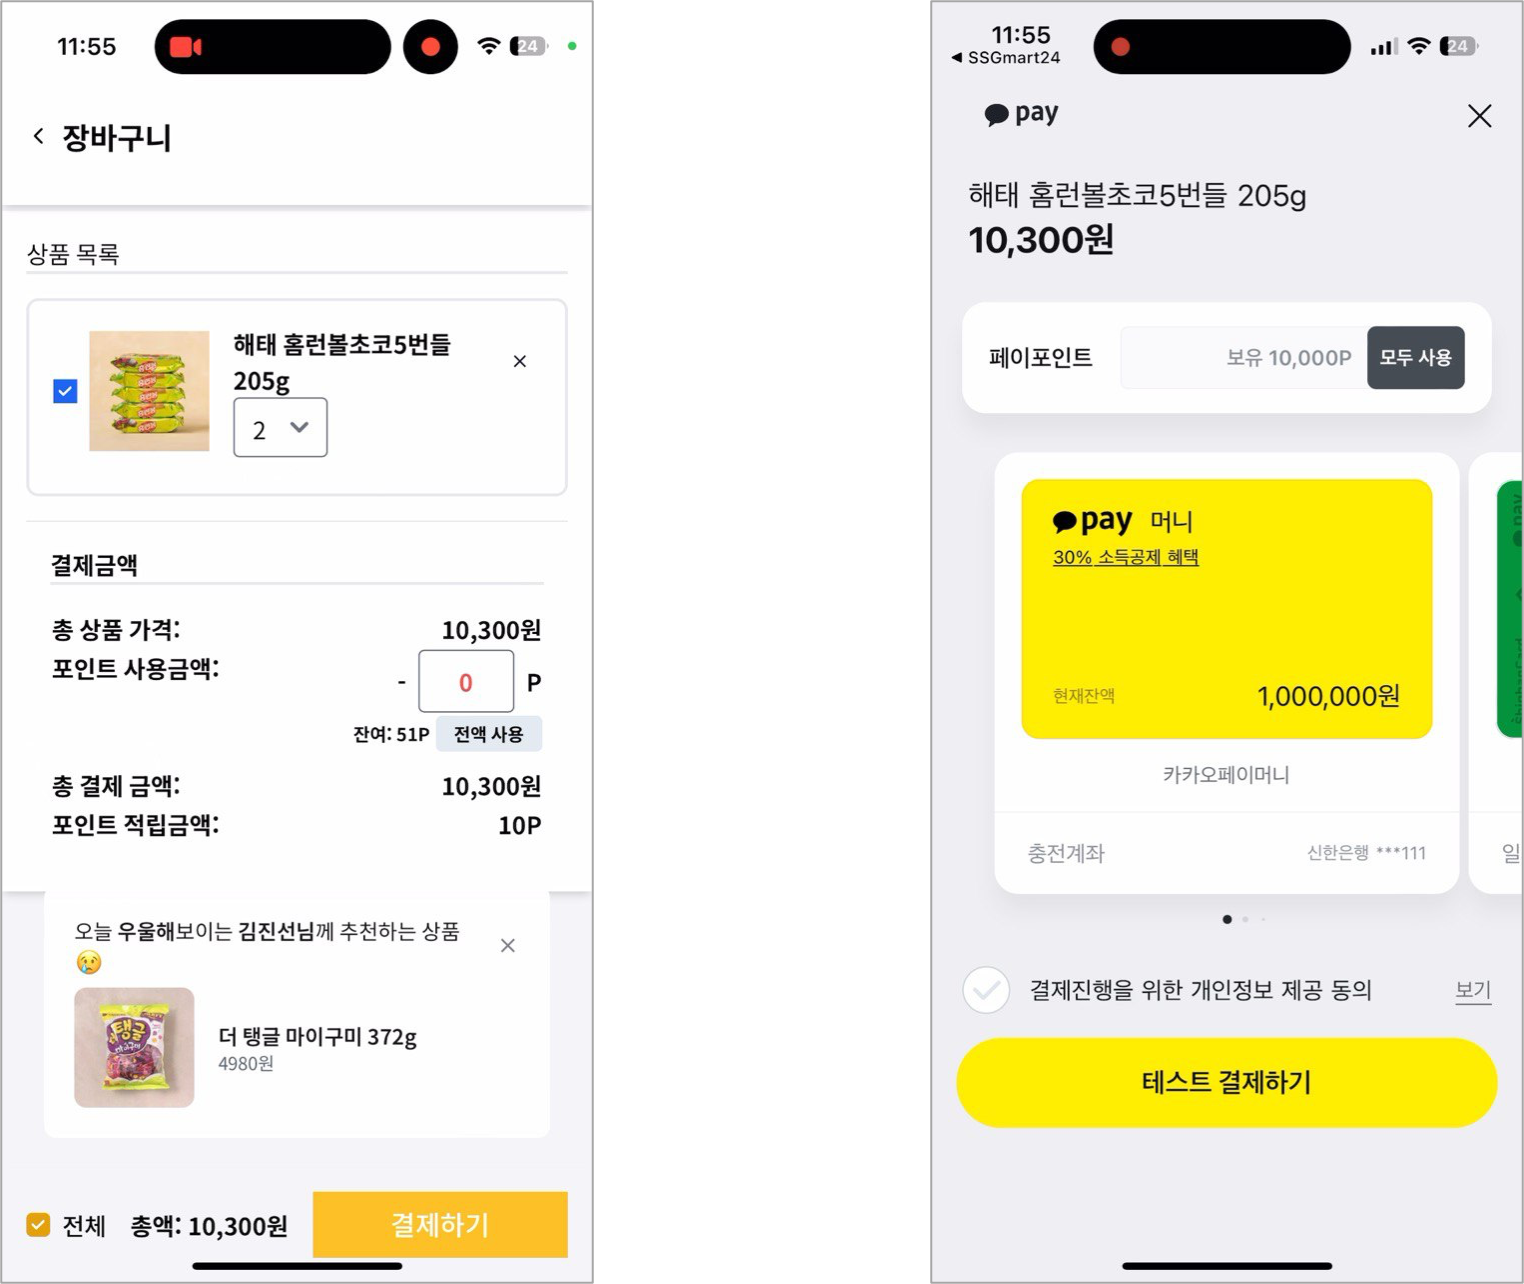 11:55
24
장바구니
상품 목록
해태 홈런볼초코5번들
205g
2
결제금액
총 상품 가격: 10,300원
포인트 사용금액: - 0 P
잔여: 51P 전액 사용
총 결제 금액: 10,300원
포인트 적립금액: 10P
오늘 우울해보이는 김진선님께 추천하는 상품
😢
더 탱글 마이구미 372g
4980원
전체 총액: 10,300원 결제하기
11:55
24
◀ SSGmart24
pay
해태 홈런볼초코5번들 205g
10,300원
페이포인트 보유 10,000P 모두 사용
pay 머니
30% 소득공제 혜택
현재잔액 1,000,000원
카카오페이머니
충전계좌 신한은행 ***111
일
결제진행을 위한 개인정보 제공 동의 보기
테스트 결제하기